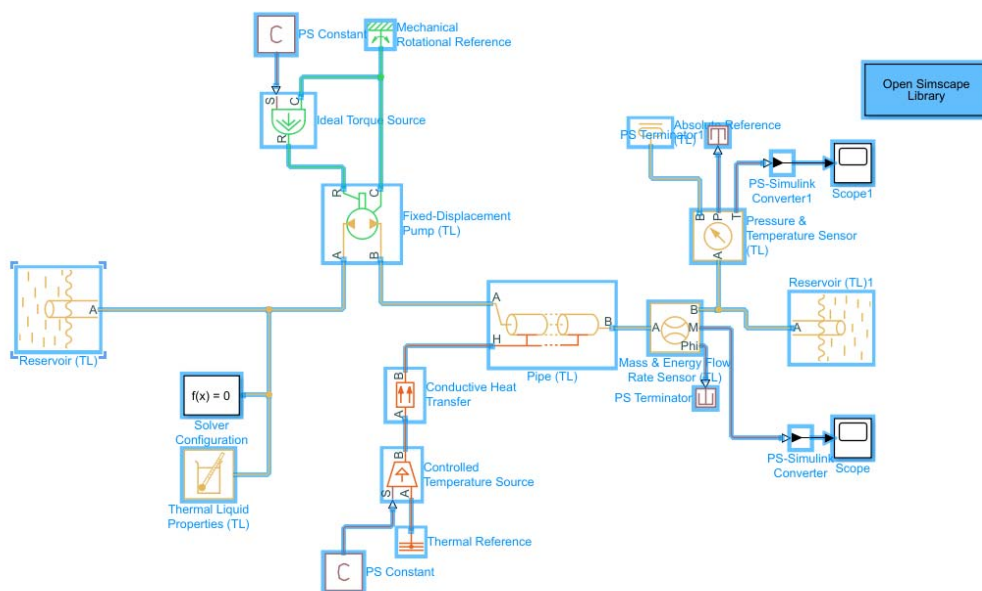 C
PS Constant
Mechanical
Rotational Reference
S
C
Ideal Torque Source
R
Open Simscape
Library
PS Terminator1
Absolute Reference
(TL)
PS-Simulink
Converter1
Scope1
R
C
Fixed-Displacement
Pump (TL)
A
B
B
P
T
Pressure &
Temperature Sensor
(TL)
A
A
Reservoir (TL)
A
H
B
Pipe (TL)
A
B
M
Phi
Mass & Energy Flow
Rate Sensor (TL)
Reservoir (TL)1
A
PS Terminator
f(x) = 0
Solver
Configuration
B
Conductive Heat
Transfer
A
PS-Simulink
Converter
Scope
Thermal Liquid
Properties (TL)
B
Controlled
Temperature Source
S
A
Thermal Reference
C
PS Constant